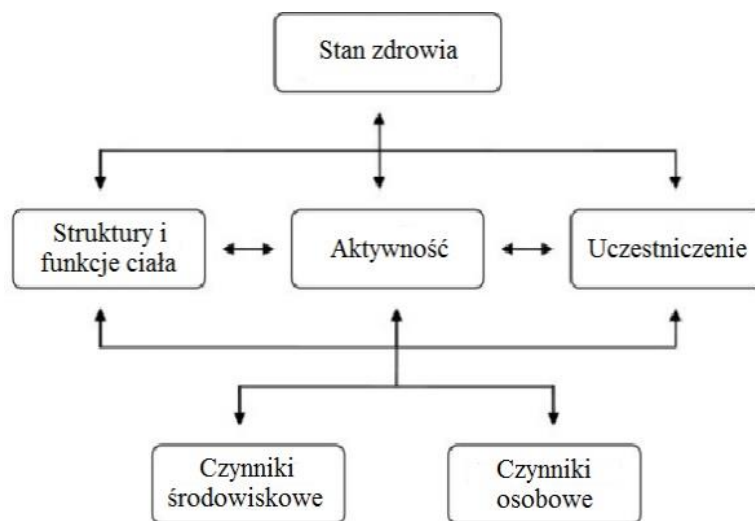 Stan zdrowia
Struktury i
funkcje ciała
Aktywność
Uczestniczenie
Czynniki
środowiskowe
Czynniki
osobowe